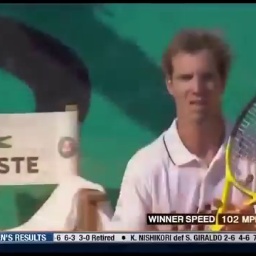 STE
WINNER SPEED 102 MP
N'S RESULTS 6 6-3 3-0 Retired • K. NISHIKORI def S. GIRALDO 2-6 4-6 7